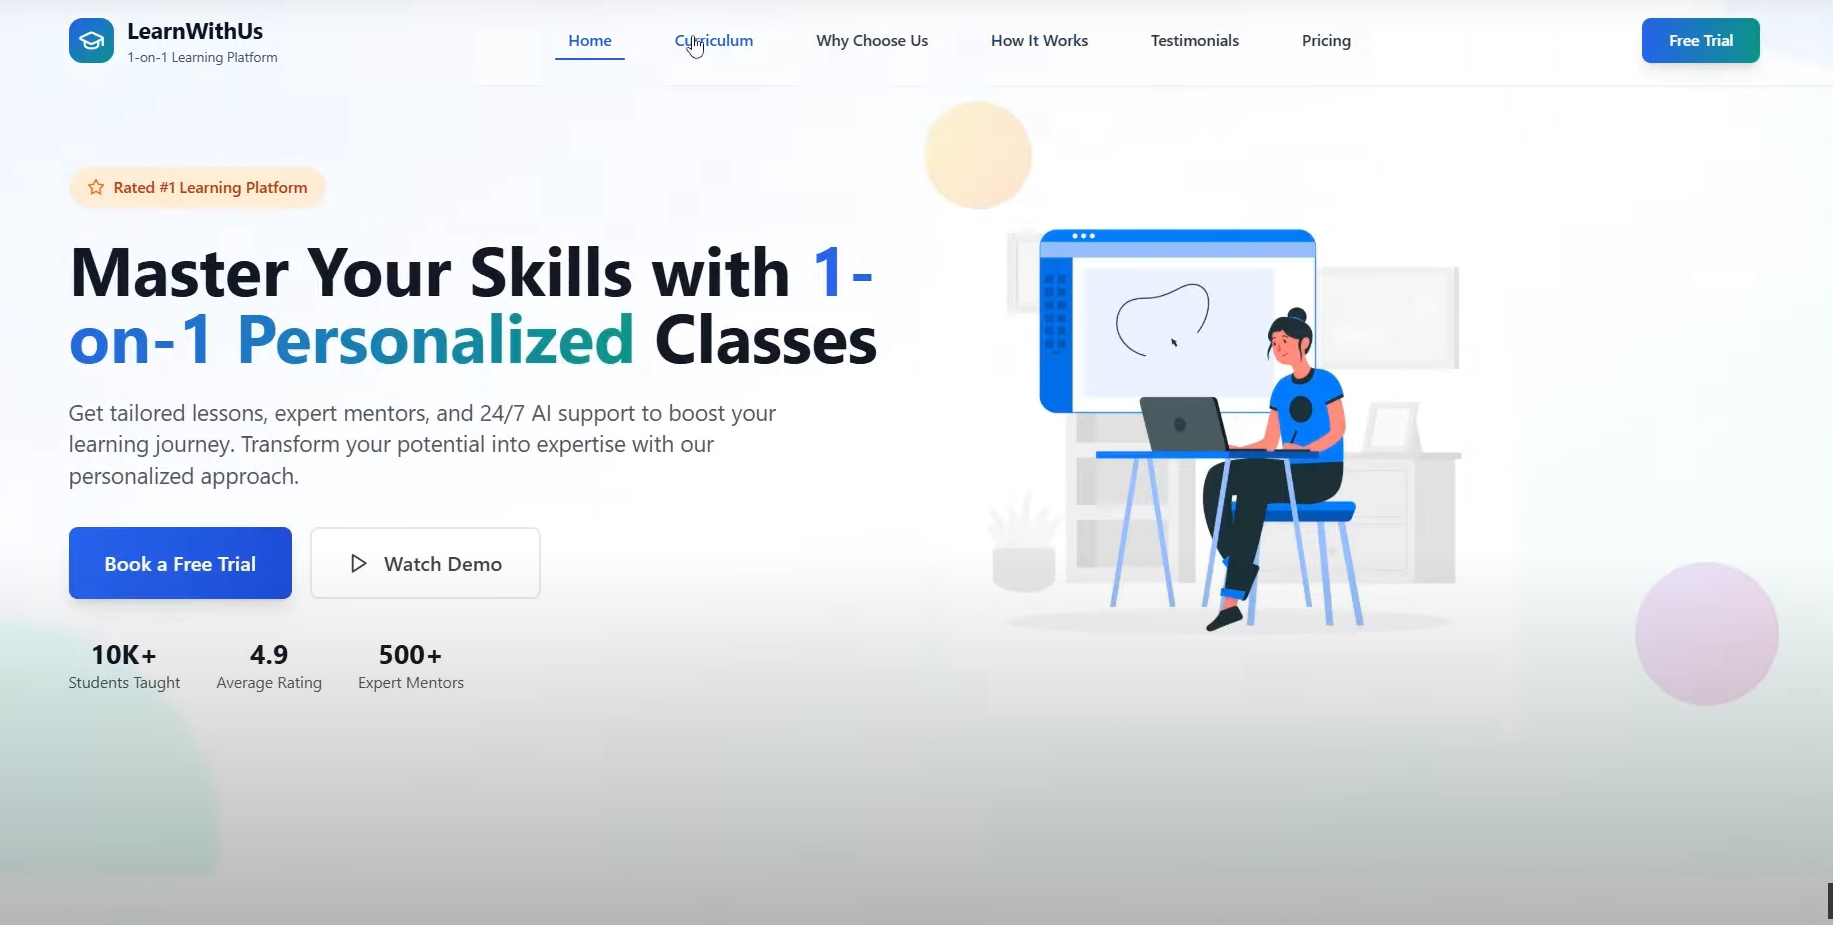 LearnWithUs
1-on-1 Learning Platform
Home
Curriculum
Why Choose Us
How It Works
Testimonials
Pricing
Free Trial
Rated #1 Learning Platform
Master Your Skills with 1-
on-1 Personalized Classes
Get tailored lessons, expert mentors, and 24/7 AI support to boost your
learning journey. Transform your potential into expertise with our
personalized approach.
Book a Free Trial
Watch Demo
10K+
Students Taught
4.9
Average Rating
500+
Expert Mentors